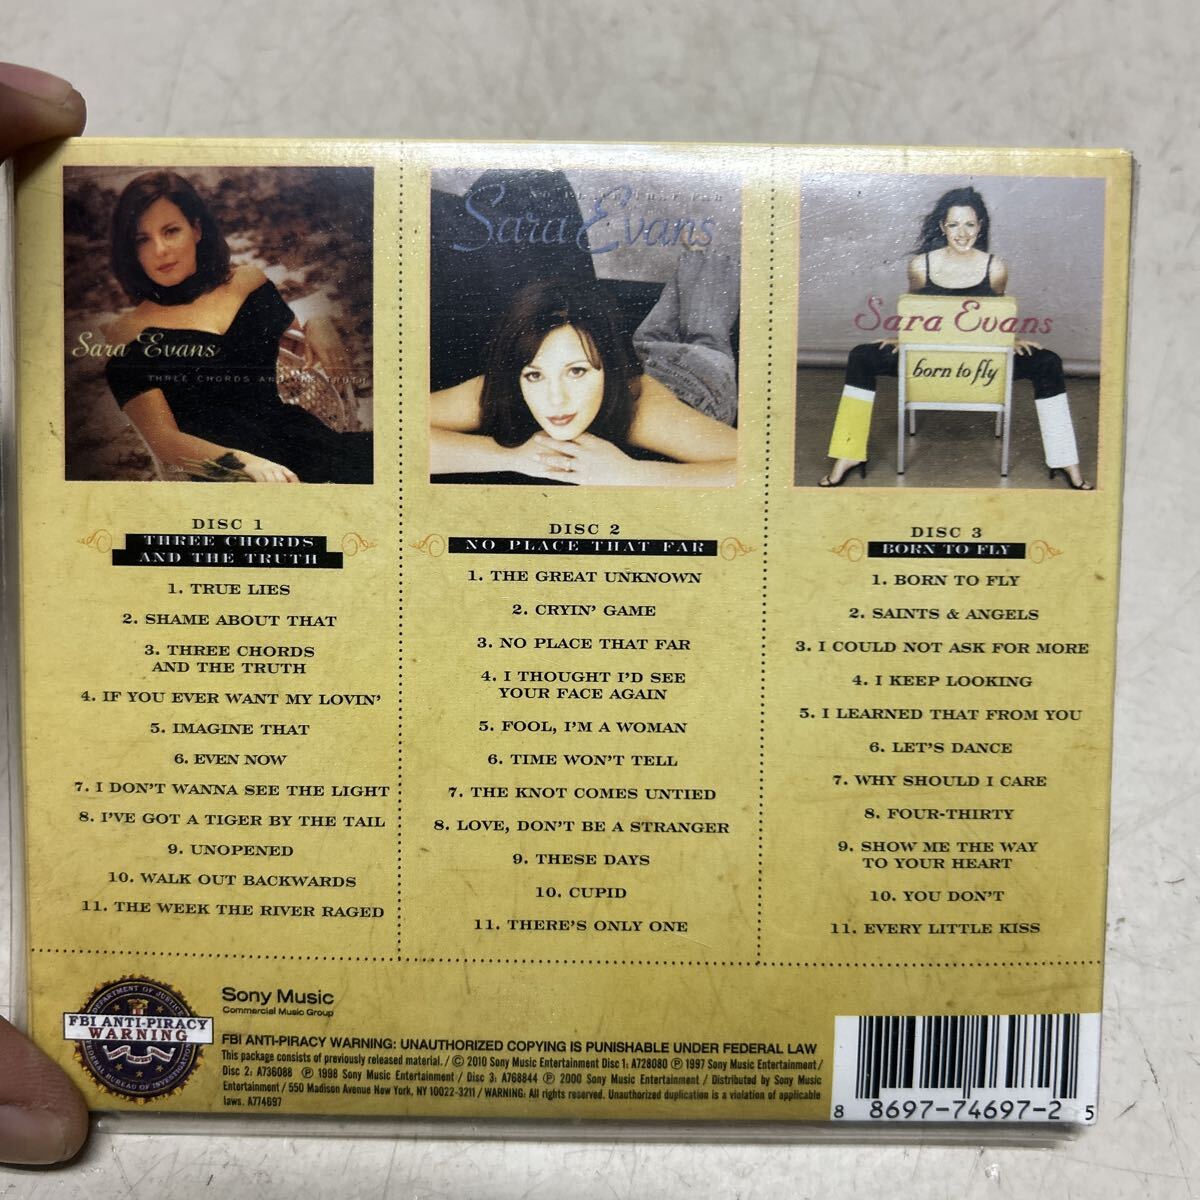 Sara Evans
THREE CHORDS AND THE TRUTH
DISC 1
THREE CHORDS
AND THE TRUTH
1. TRUE LIES
2. SHAME ABOUT THAT
3. THREE CHORDS
AND THE TRUTH
4. IF YOU EVER WANT MY LOVIN'
5. IMAGINE THAT
6. EVEN NOW
7. I DON'T WANNA SEE THE LIGHT
8. I'VE GOT A TIGER BY THE TAIL
9. UNOPENED
10. WALK OUT BACKWARDS
11. THE WEEK THE RIVER RAGED
NO PLACE THAT FAR
Sara Evans
DISC 2
NO PLACE THAT FAR
1. THE GREAT UNKNOWN
2. CRYIN' GAME
3. NO PLACE THAT FAR
4. I THOUGHT I'D SEE
YOUR FACE AGAIN
5. FOOL, I'M A WOMAN
6. TIME WON'T TELL
7. THE KNOT COMES UNTIED
8. LOVE, DON'T BE A STRANGER
9. THESE DAYS
10. CUPID
11. THERE'S ONLY ONE
Sara Evans
born to fly
DISC 3
BORN TO FLY
1. BORN TO FLY
2. SAINTS & ANGELS
3. I COULD NOT ASK FOR MORE
4. I KEEP LOOKING
5. I LEARNED THAT FROM YOU
6. LET'S DANCE
7. WHY SHOULD I CARE
8. FOUR-THIRTY
9. SHOW ME THE WAY
TO YOUR HEART
10. YOU DON'T
11. EVERY LITTLE KISS
DEPARTMENT OF JUSTICE
FBI ANTI-PIRACY
WARNING
FEDERAL BUREAU OF INVESTIGATION
Sony Music
Commercial Music Group
FBI ANTI-PIRACY WARNING: UNAUTHORIZED COPYING IS PUNISHABLE UNDER FEDERAL LAW
This package consists of previously released material. / © 2010 Sony Music Entertainment Disc 1: A728080 ℗ 1997 Sony Music Entertainment /
Disc 2: A736088 ℗ 1998 Sony Music Entertainment / Disc 3: A768844 ℗ 2000 Sony Music Entertainment / Distributed by Sony Music
Entertainment / 550 Madison Avenue New York, NY 10022-3211 / WARNING: All rights reserved. Unauthorized duplication is a violation of applicable
laws. A774697
8 8697-74697-2 5